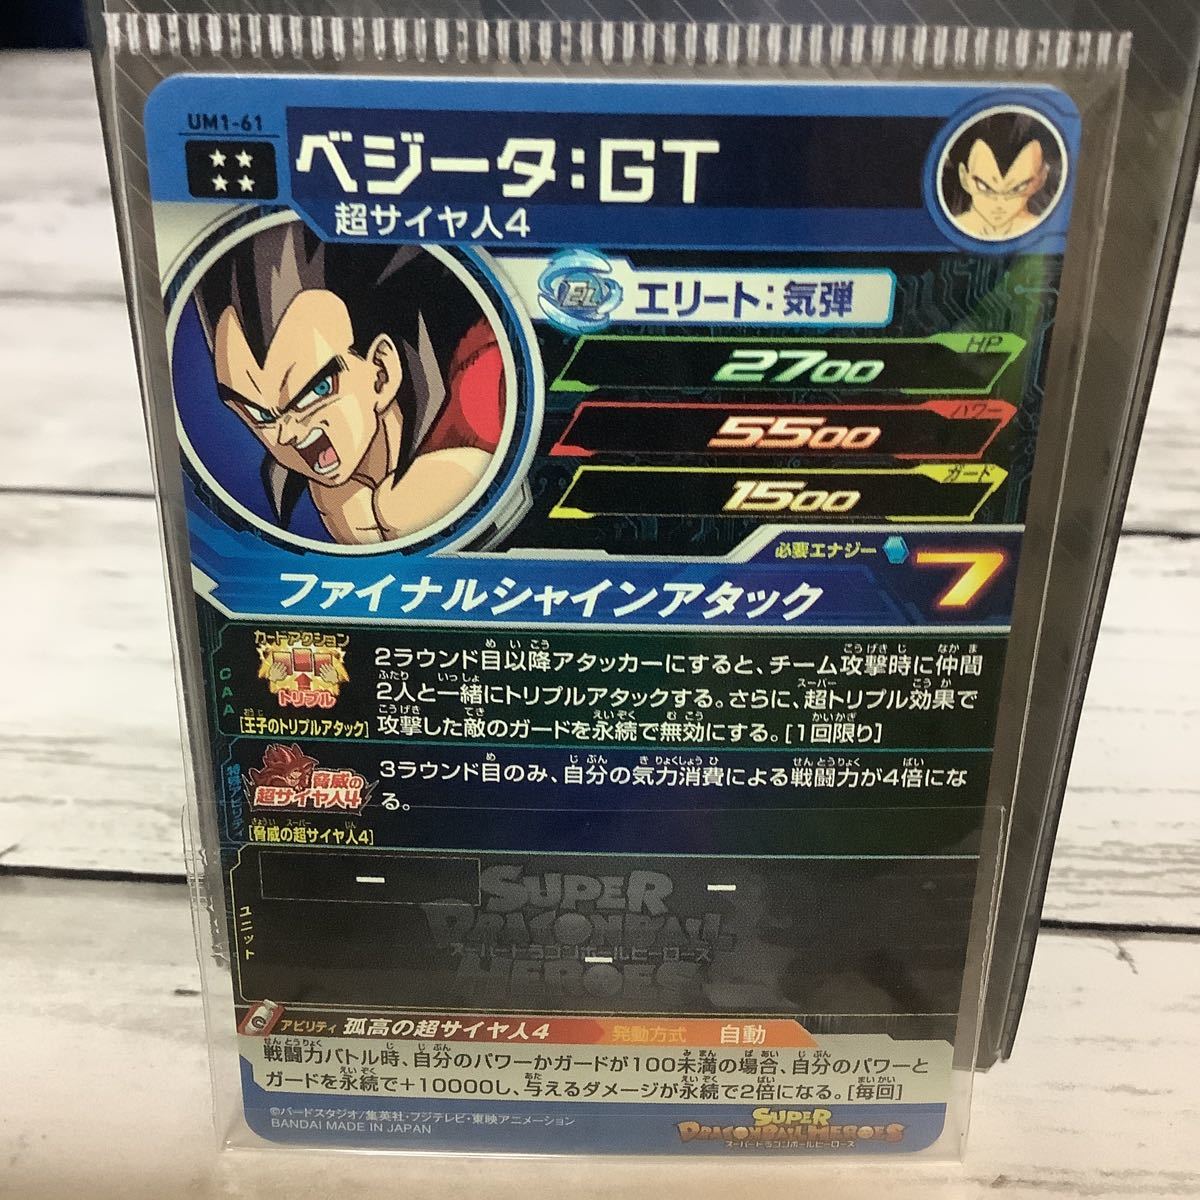 UM1-61
ベジータ:GT
超サイヤ人4
EL
エリート:気弾
HP
2700
パワー
5500
ガード
1500
必要エナジー
7
ファイナルシャインアタック
CAA
カードアクション
トリプル
[王子のトリプルアタック]
2ラウンド目以降アタッカーにすると、チーム攻撃時に仲間
2人と一緒にトリプルアタックする。さらに、超トリプル効果で
攻撃した敵のガードを永続で無効にする。[1回限り]
特殊アビリティ
脅威の
超サイヤ人4
[脅威の超サイヤ人4]
3ラウンド目のみ、自分の気力消費による戦闘力が4倍にな
る。
ユニット
ー
ー
ー
SUPER
DRAGONBALL
スーパードラゴンボールヒーローズ
HEROES
アビリティ 孤高の超サイヤ人4 発動方式 自動
戦闘力バトル時、自分のパワーかガードが100未満の場合、自分のパワーと
ガードを永続で+10000し、与えるダメージが永続で2倍になる。[毎回]
©バードスタジオ/集英社・フジテレビ・東映アニメーション
BANDAI MADE IN JAPAN
SUPER
DRAGONBALL HEROES
スーパードラゴンボールヒーローズ